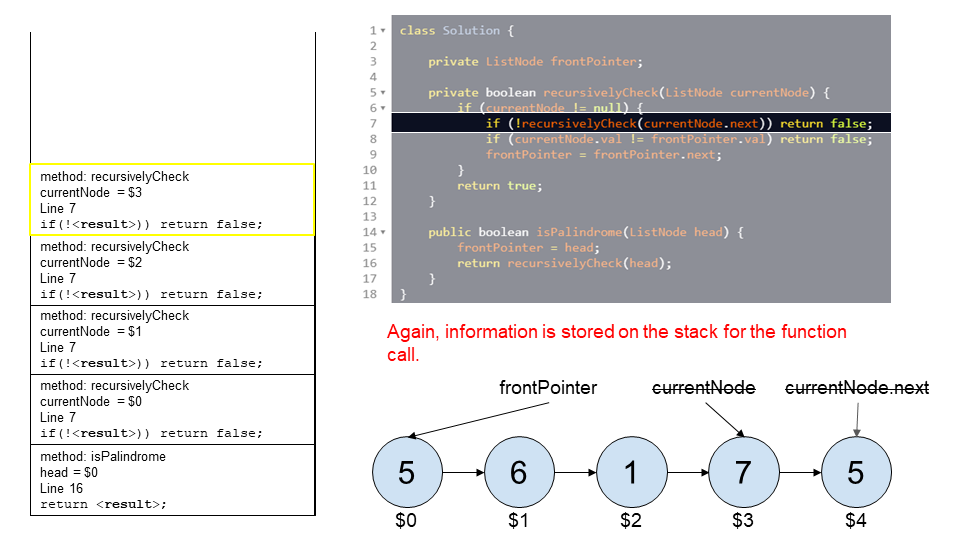 method: recursivelyCheck
currentNode = $3
Line 7
if(!<result>)) return false;
method: recursivelyCheck
currentNode = $2
Line 7
if(!<result>)) return false;
method: recursivelyCheck
currentNode = $1
Line 7
if(!<result>)) return false;
method: recursivelyCheck
currentNode = $0
Line 7
if(!<result>)) return false;
method: isPalindrome
head = $0
Line 16
return <result>;
1 class Solution {
2
3 private ListNode frontPointer;
4
5 private boolean recursivelyCheck(ListNode currentNode) {
6 if (currentNode != null) {
7 if (!recursivelyCheck(currentNode.next)) return false;
8 if (currentNode.val != frontPointer.val) return false;
9 frontPointer = frontPointer.next;
10 }
11 return true;
12 }
13
14 public boolean isPalindrome(ListNode head) {
15 frontPointer = head;
16 return recursivelyCheck(head);
17 }
18 }
Again, information is stored on the stack for the function
call.
frontPointer currentNode currentNode.next
5 6 1 7 5
$0 $1 $2 $3 $4